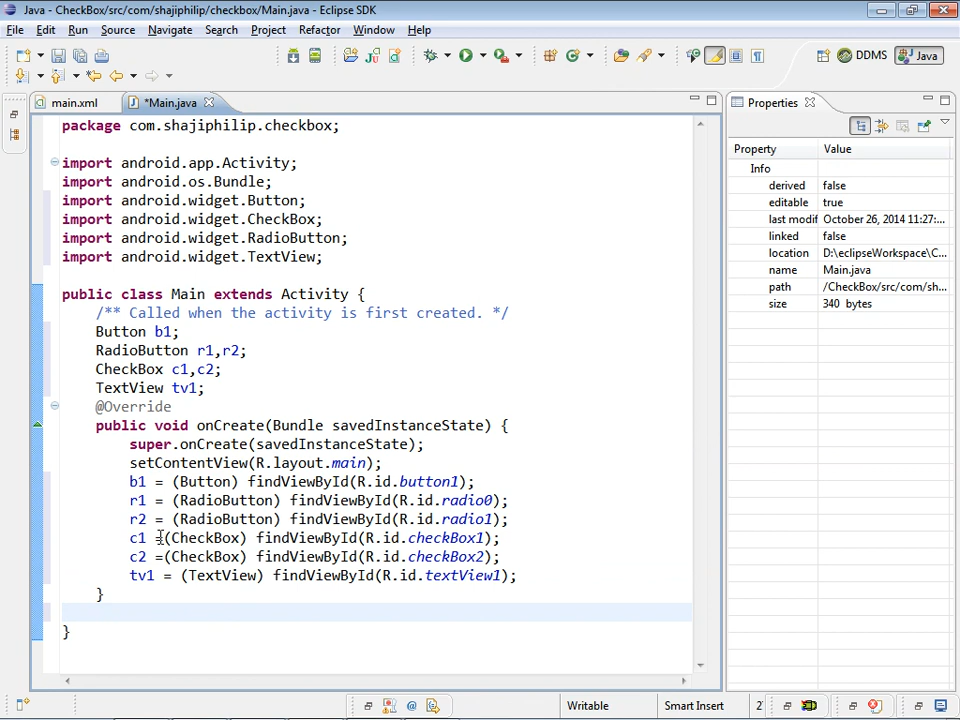 Java - CheckBox/src/com/shajiphilip/checkbox/Main.java - Eclipse SDK
File Edit Run Source Navigate Search Project Refactor Window Help
DDMS Java
main.xml *Main.java Properties
package com.shajiphilip.checkbox;
Property Value
import android.app.Activity;
Info
import android.os.Bundle;
derived false
import android.widget.Button;
editable true
import android.widget.CheckBox;
last modif October 26, 2014 11:27:...
import android.widget.RadioButton;
linked false
import android.widget.TextView;
location D:\eclipseWorkspace\C...
name Main.java
public class Main extends Activity {
path /CheckBox/src/com/sh...
/** Called when the activity is first created. */
size 340 bytes
Button b1;
RadioButton r1,r2;
CheckBox c1,c2;
TextView tv1;
@Override
public void onCreate(Bundle savedInstanceState) {
super.onCreate(savedInstanceState);
setContentView(R.layout.main);
b1 = (Button) findViewById(R.id.button1);
r1 = (RadioButton) findViewById(R.id.radio0);
r2 = (RadioButton) findViewById(R.id.radio1);
c1 =(CheckBox) findViewById(R.id.checkBox1);
c2 =(CheckBox) findViewById(R.id.checkBox2);
tv1 = (TextView) findViewById(R.id.textView1);
}
}
Writable Smart Insert 2